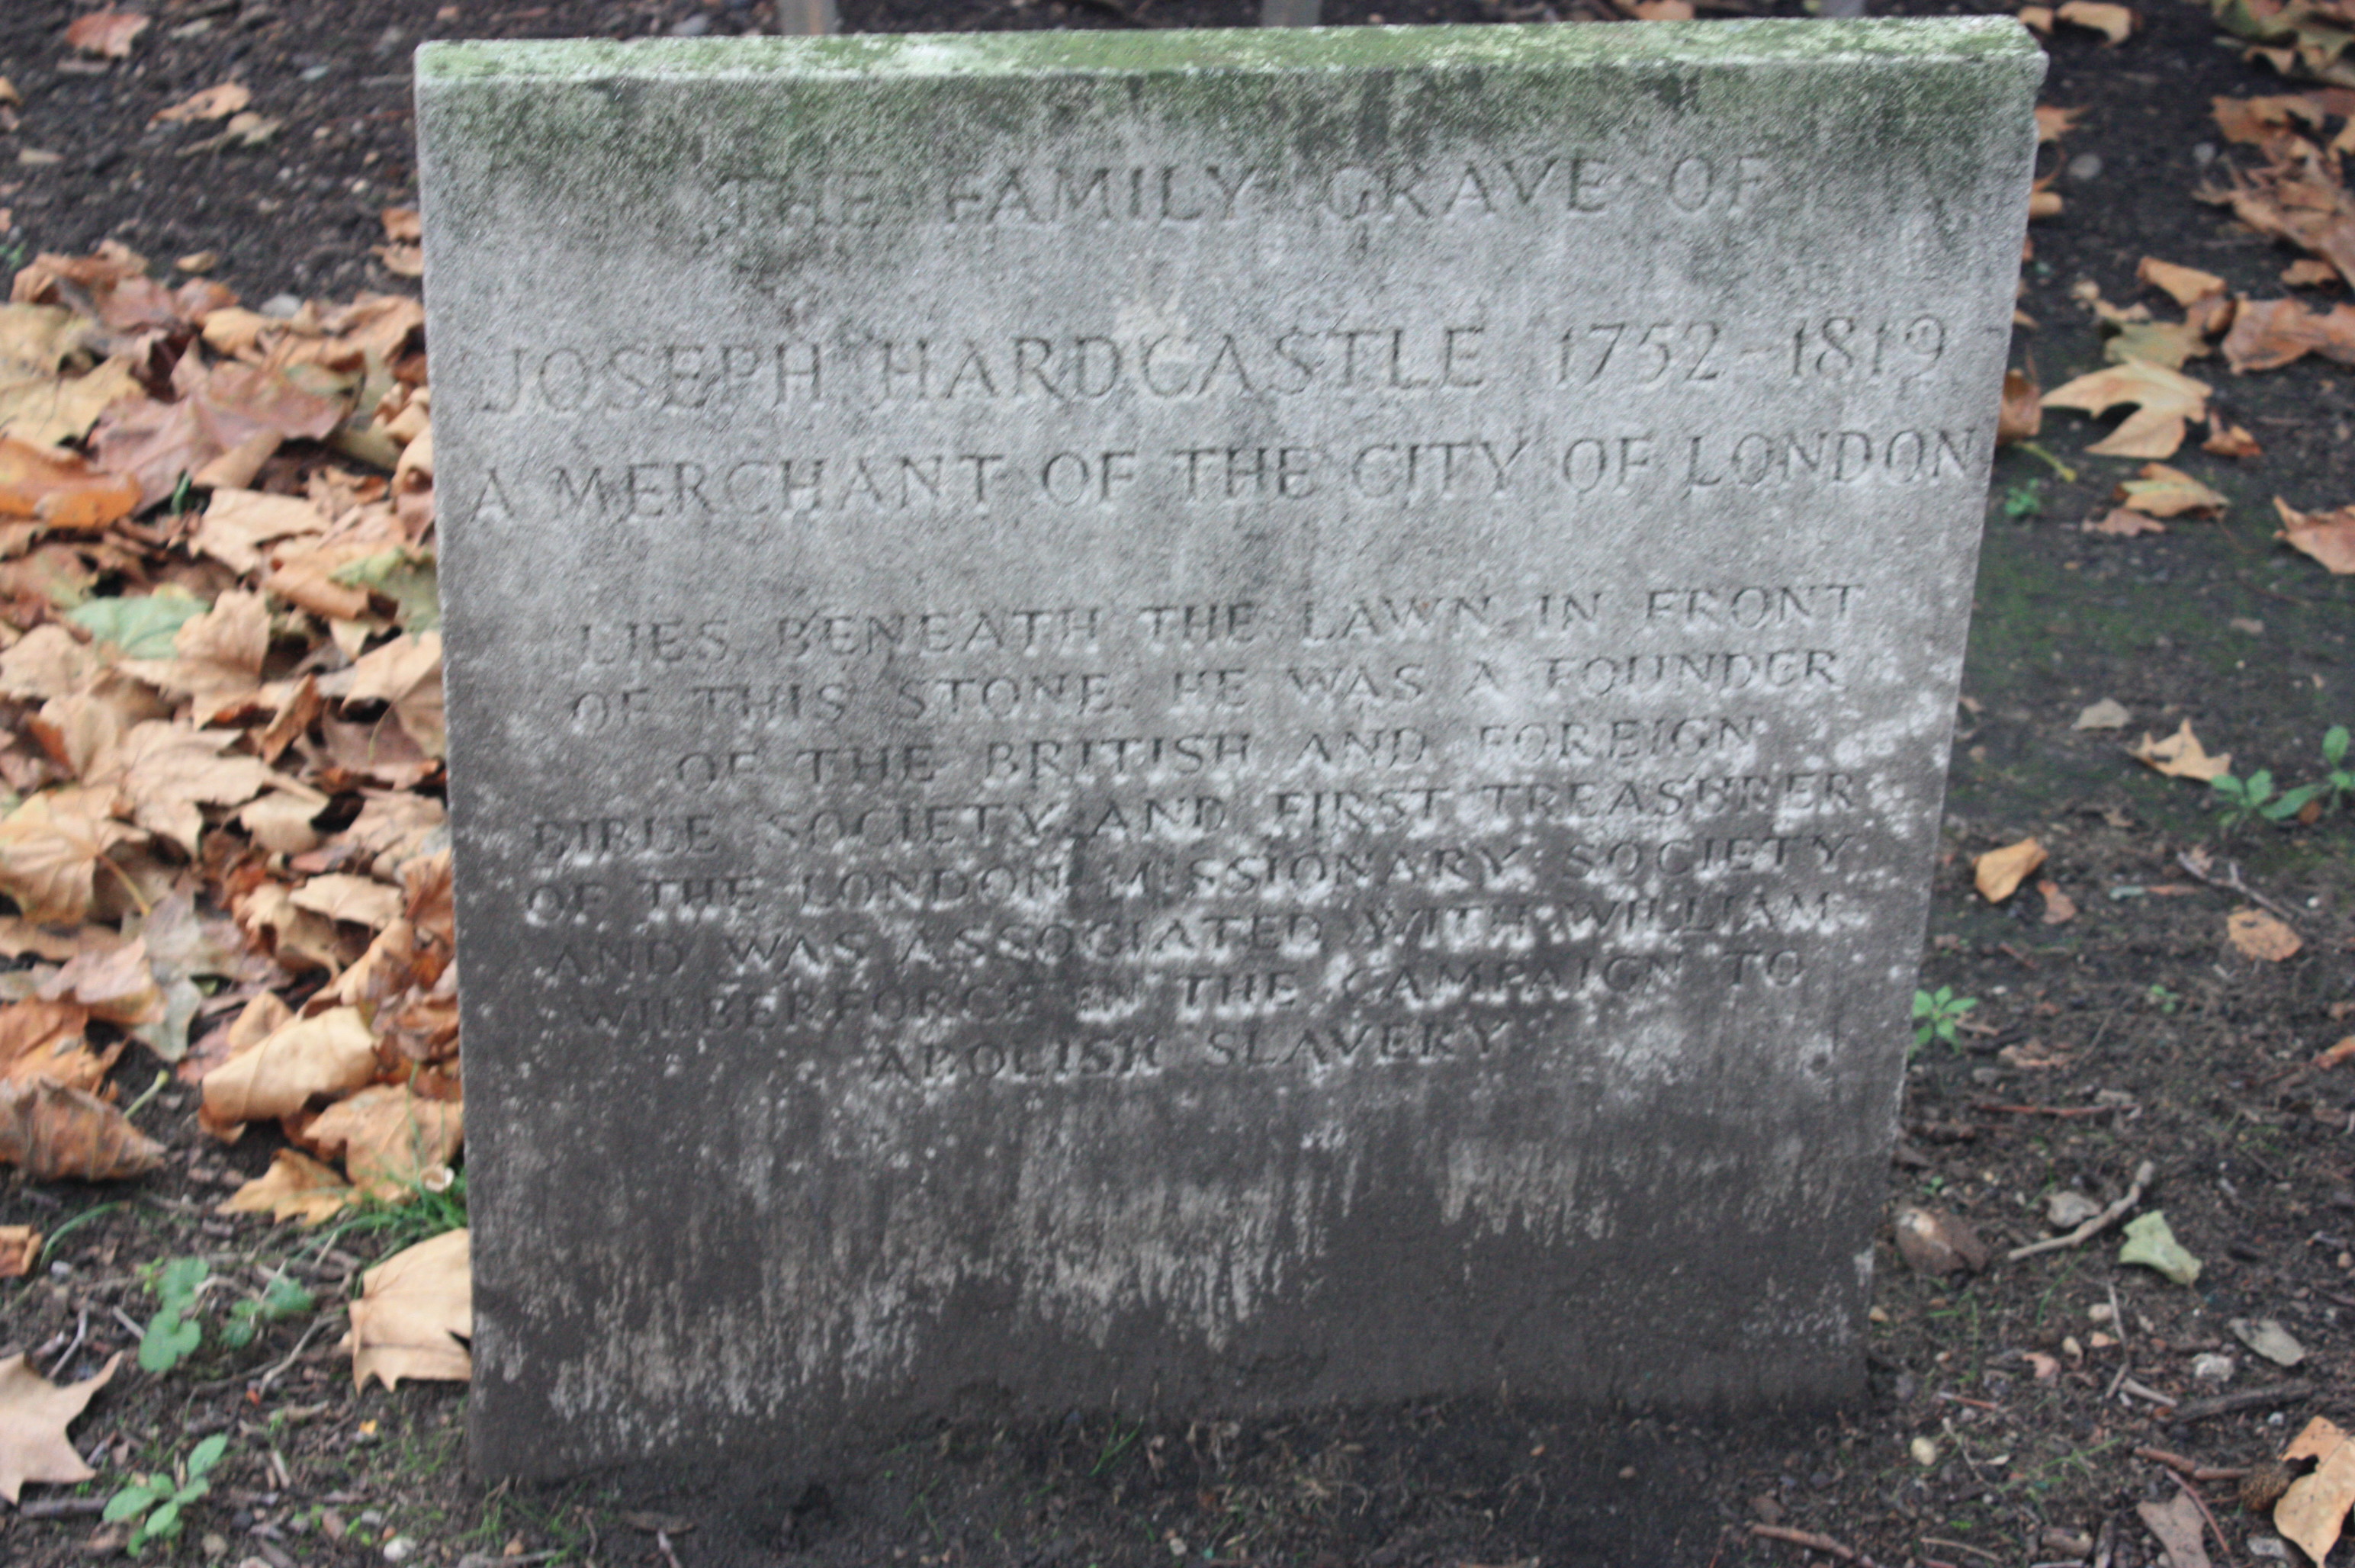 THE FAMILY GRAVE OF
JOSEPH HARDCASTLE 1752-1819
A MERCHANT OF THE CITY OF LONDON
LIES BENEATH THE LAWN IN FRONT
OF THIS STONE. HE WAS A FOUNDER
OF THE BRITISH AND FOREIGN
BIBLE SOCIETY AND FIRST TREASURER
OF THE LONDON MISSIONARY SOCIETY
AND WAS ASSOCIATED WITH WILLIAM
WILBERFORCE IN THE CAMPAIGN TO
ABOLISH SLAVERY